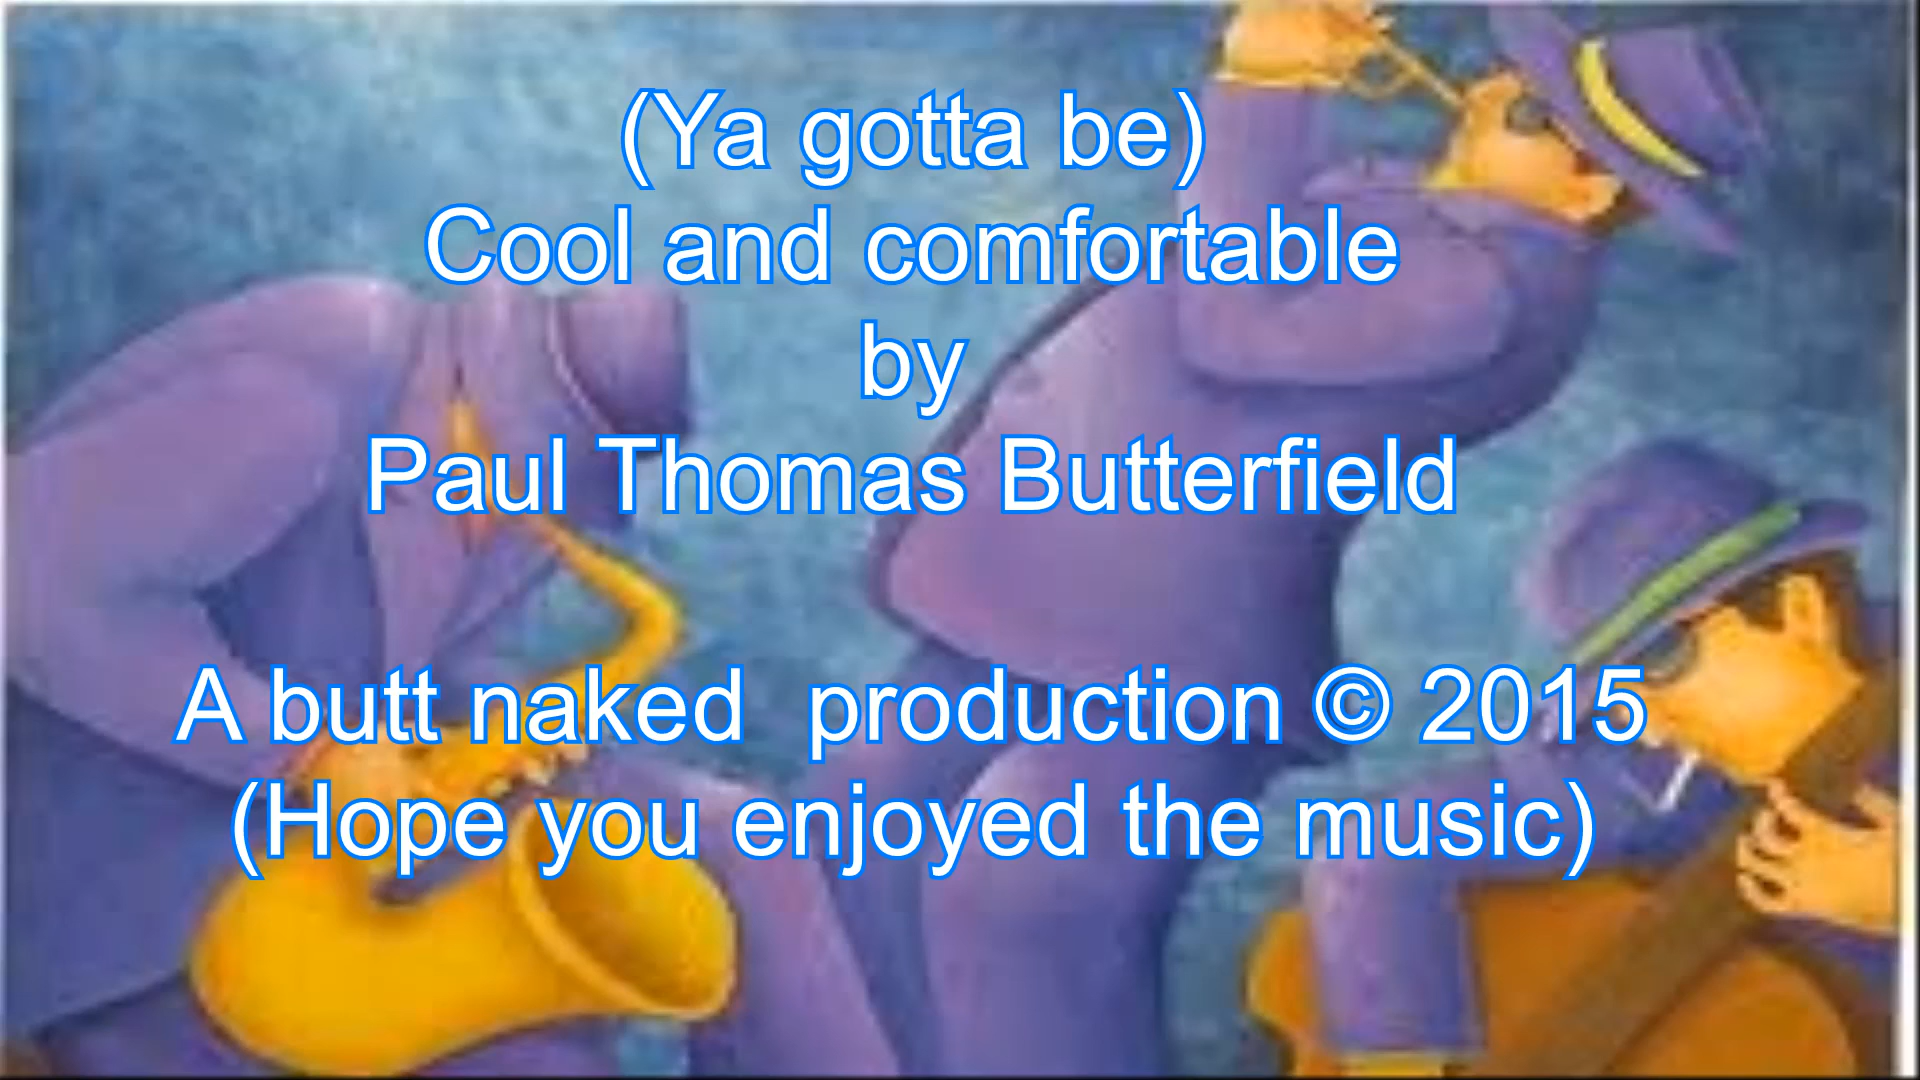 (Ya gotta be)
Cool and comfortable
by
Paul Thomas Butterfield
A butt naked  production © 2015
(Hope you enjoyed the music)